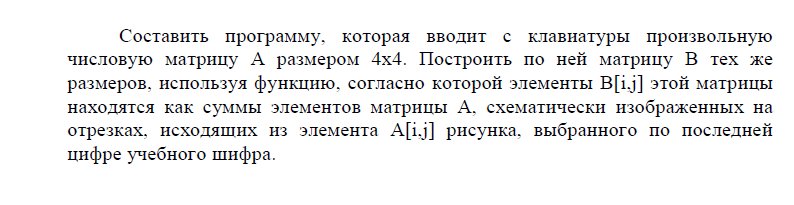 Составить программу, которая вводит с клавиатуры произвольную
числовую матрицу А размером 4х4. Построить по ней матрицу В тех же
размеров, используя функцию, согласно которой элементы B[i,j] этой матрицы
находятся как суммы элементов матрицы А, схематически изображенных на
отрезках, исходящих из элемента A[i,j] рисунка, выбранного по последней
цифре учебного шифра.